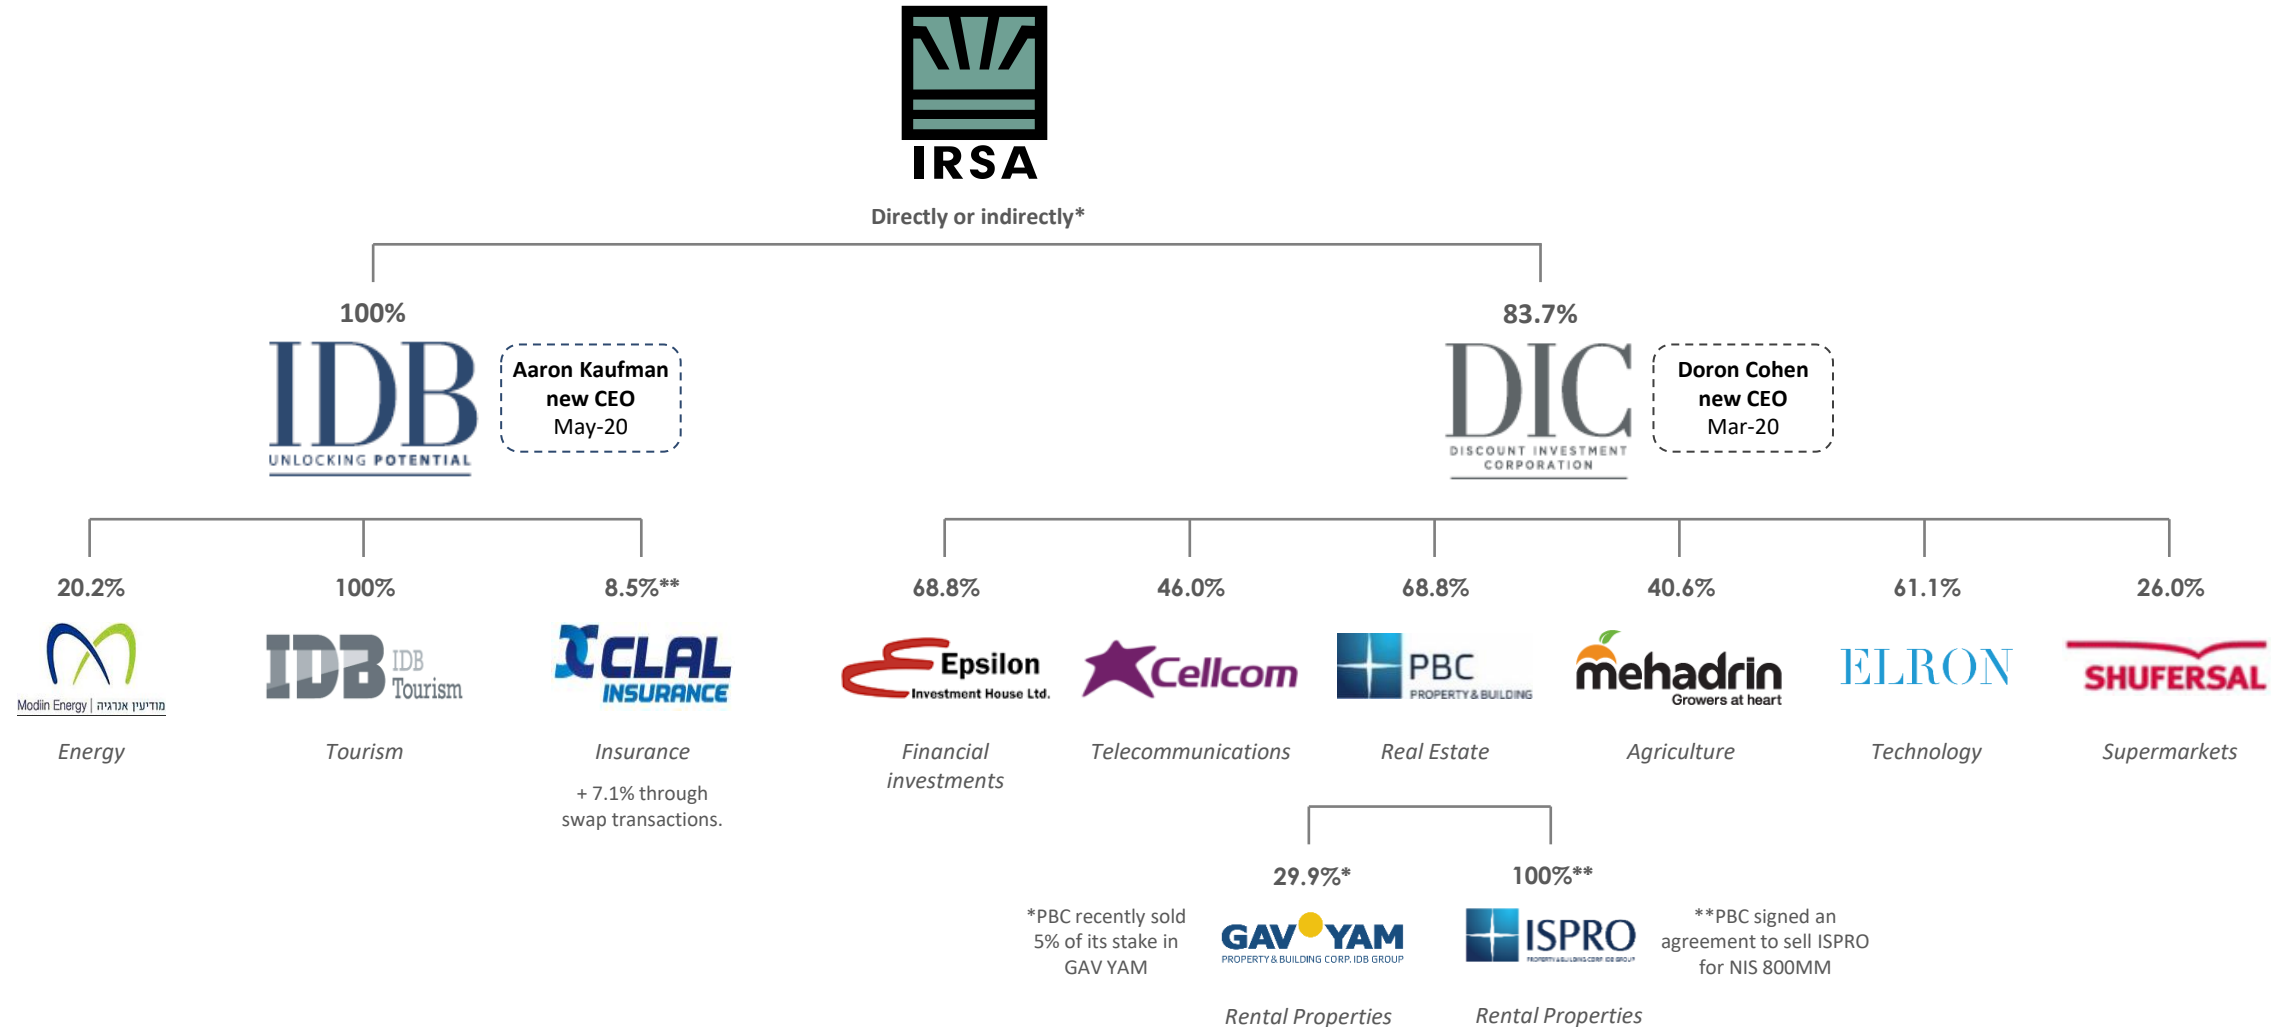 IRSA
Directly or indirectly*
100%
83.7%
IDB
UNLOCKING POTENTIAL
Aaron Kaufman
new CEO
May-20
DIC
DISCOUNT INVESTMENT
CORPORATION
Doron Cohen
new CEO
Mar-20
20.2%
100%
8.5%**
68.8%
46.0%
68.8%
40.6%
61.1%
26.0%
Modiin Energy | מודיעין אנרגיה
IDB IDB
Tourism
CLAL
INSURANCE
Epsilon
Investment House Ltd.
Cellcom
PBC
PROPERTY & BUILDING
mehadrin
Growers at heart
ELRON
SHUFERSAL
Energy
Tourism
Insurance
Financial
investments
Telecommunications
Real Estate
Agriculture
Technology
Supermarkets
+ 7.1% through
swap transactions.
29.9%*
100%**
*PBC recently sold
5% of its stake in
GAV YAM
GAV YAM
PROPERTY & BUILDING CORP. IDB GROUP
ISPRO
PROPERTY & BUILDING CORP. IDB GROUP
**PBC signed an
agreement to sell ISPRO
for NIS 800MM
Rental Properties
Rental Properties